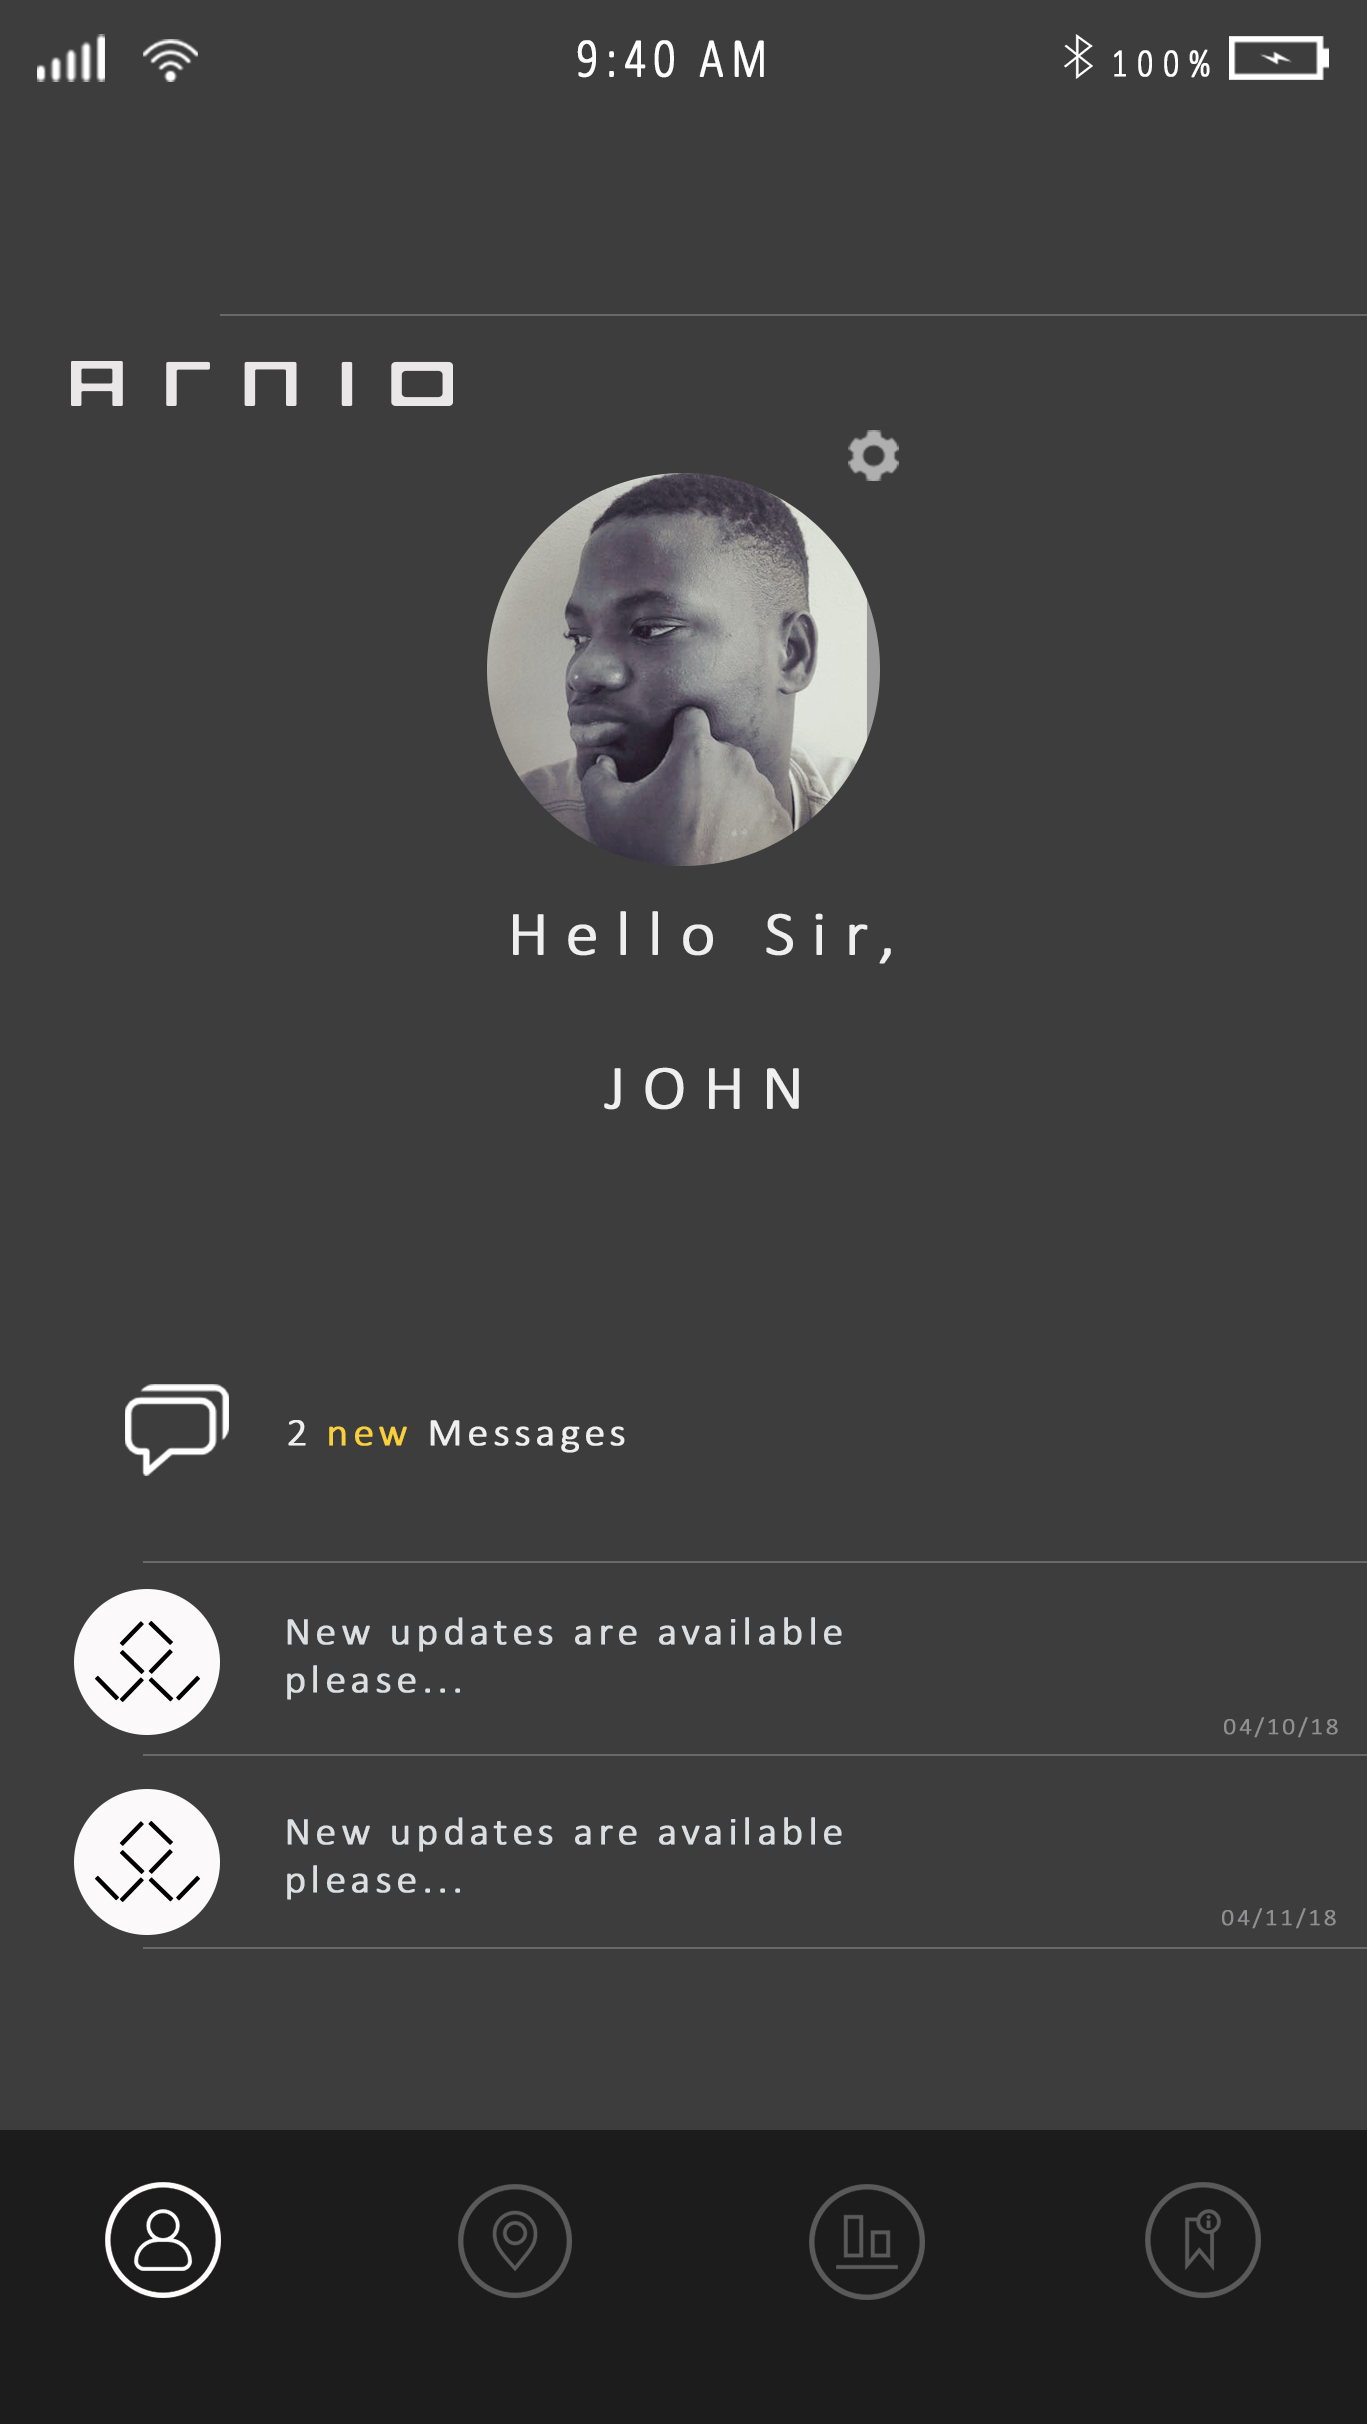 9:40 AM
100%
Arnio
Hello Sir,
JOHN
2 new Messages
New updates are available
please...
04/10/18
New updates are available
please...
04/11/18